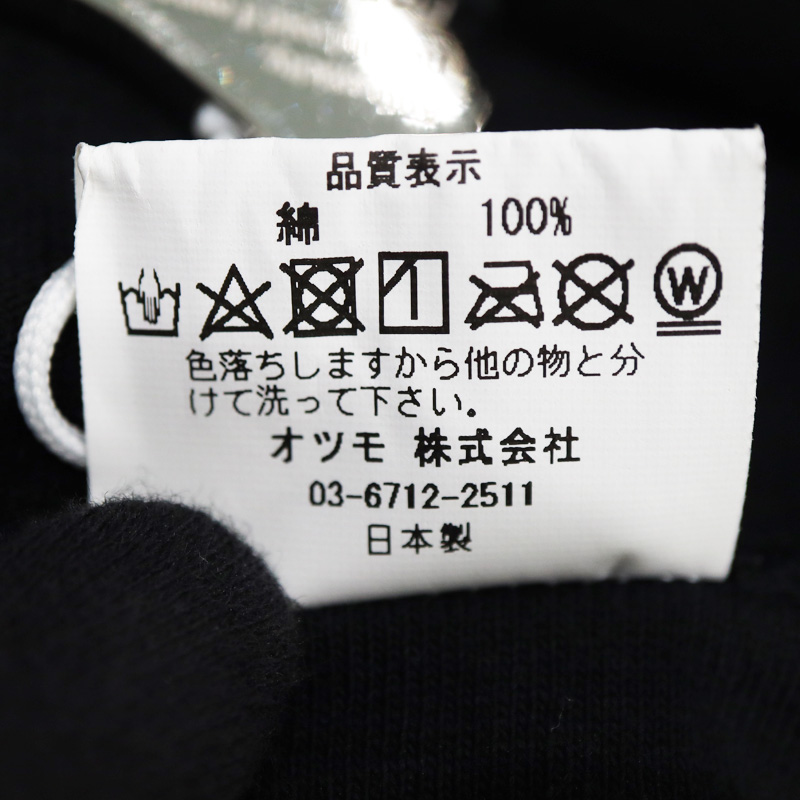 品質表示
綿 100%
W
色落ちしますから他の物と分
けて洗って下さい。
オツモ 株式会社
03-6712-2511
日本製